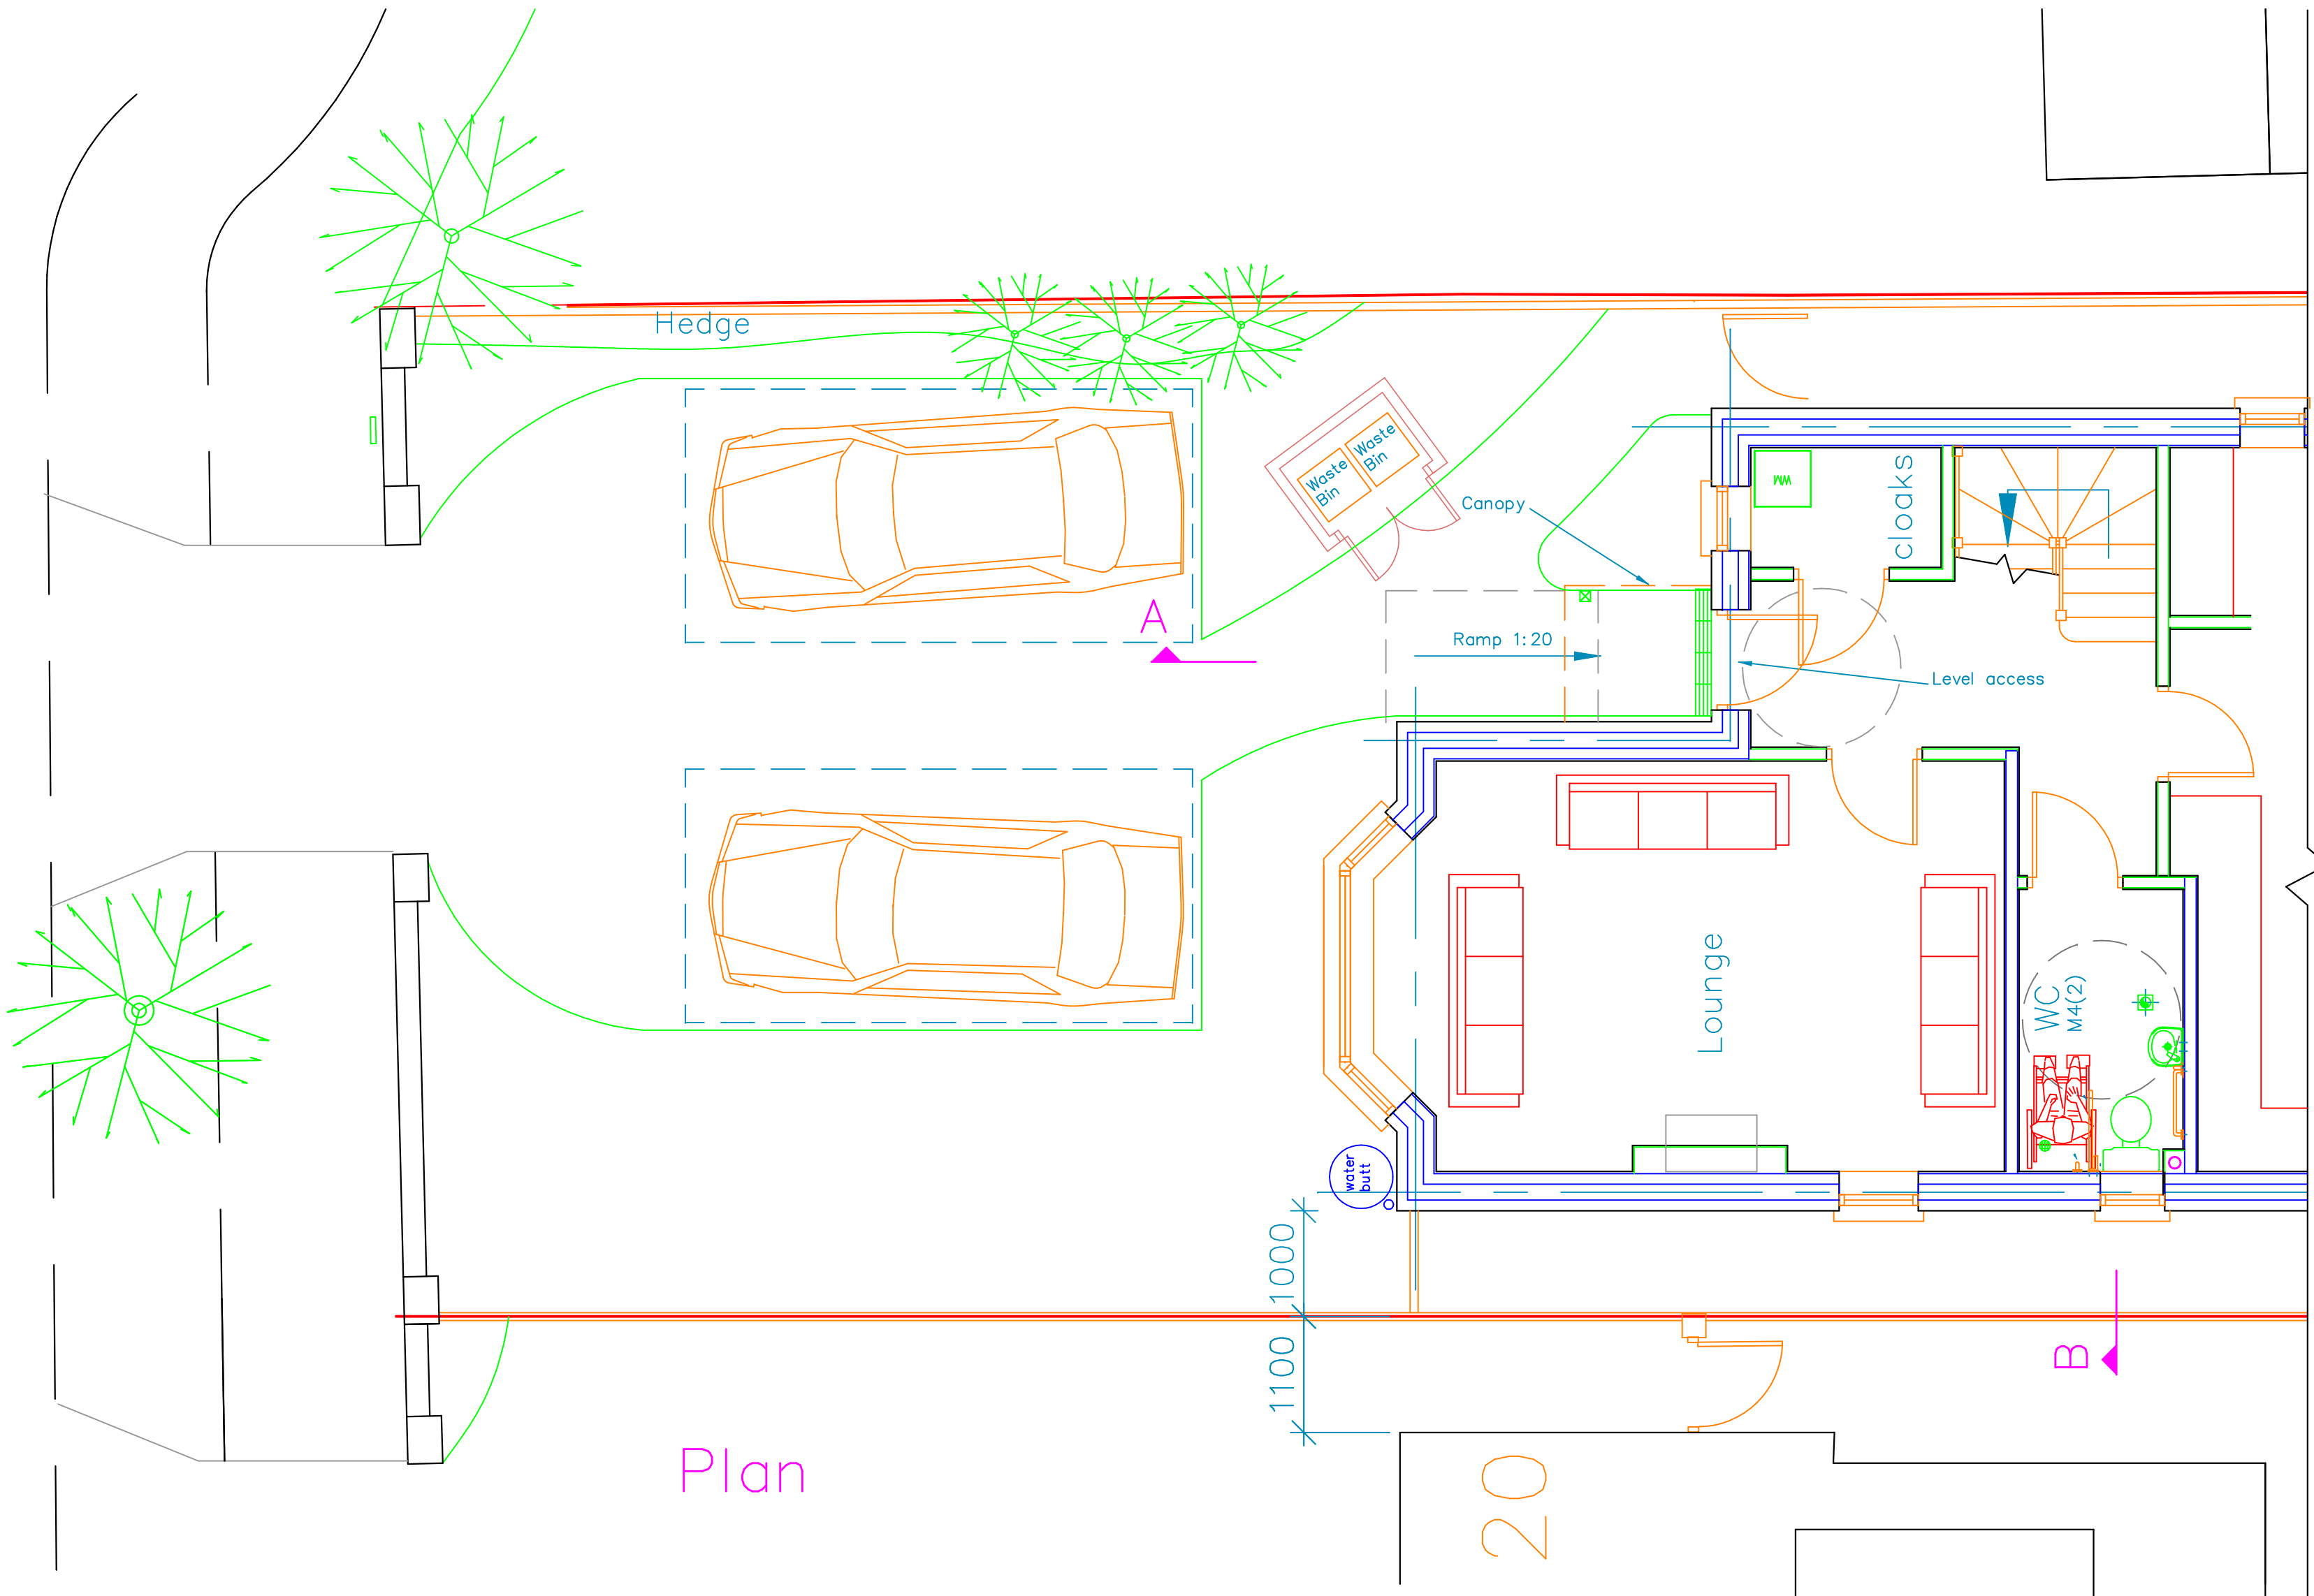 Hedge
Waste
Bin
Waste
Bin
WM
cloaks
Canopy
A
Ramp 1:20
Level access
Lounge
WC
M4(2)
water
butt
1000
1100
B
Plan
20